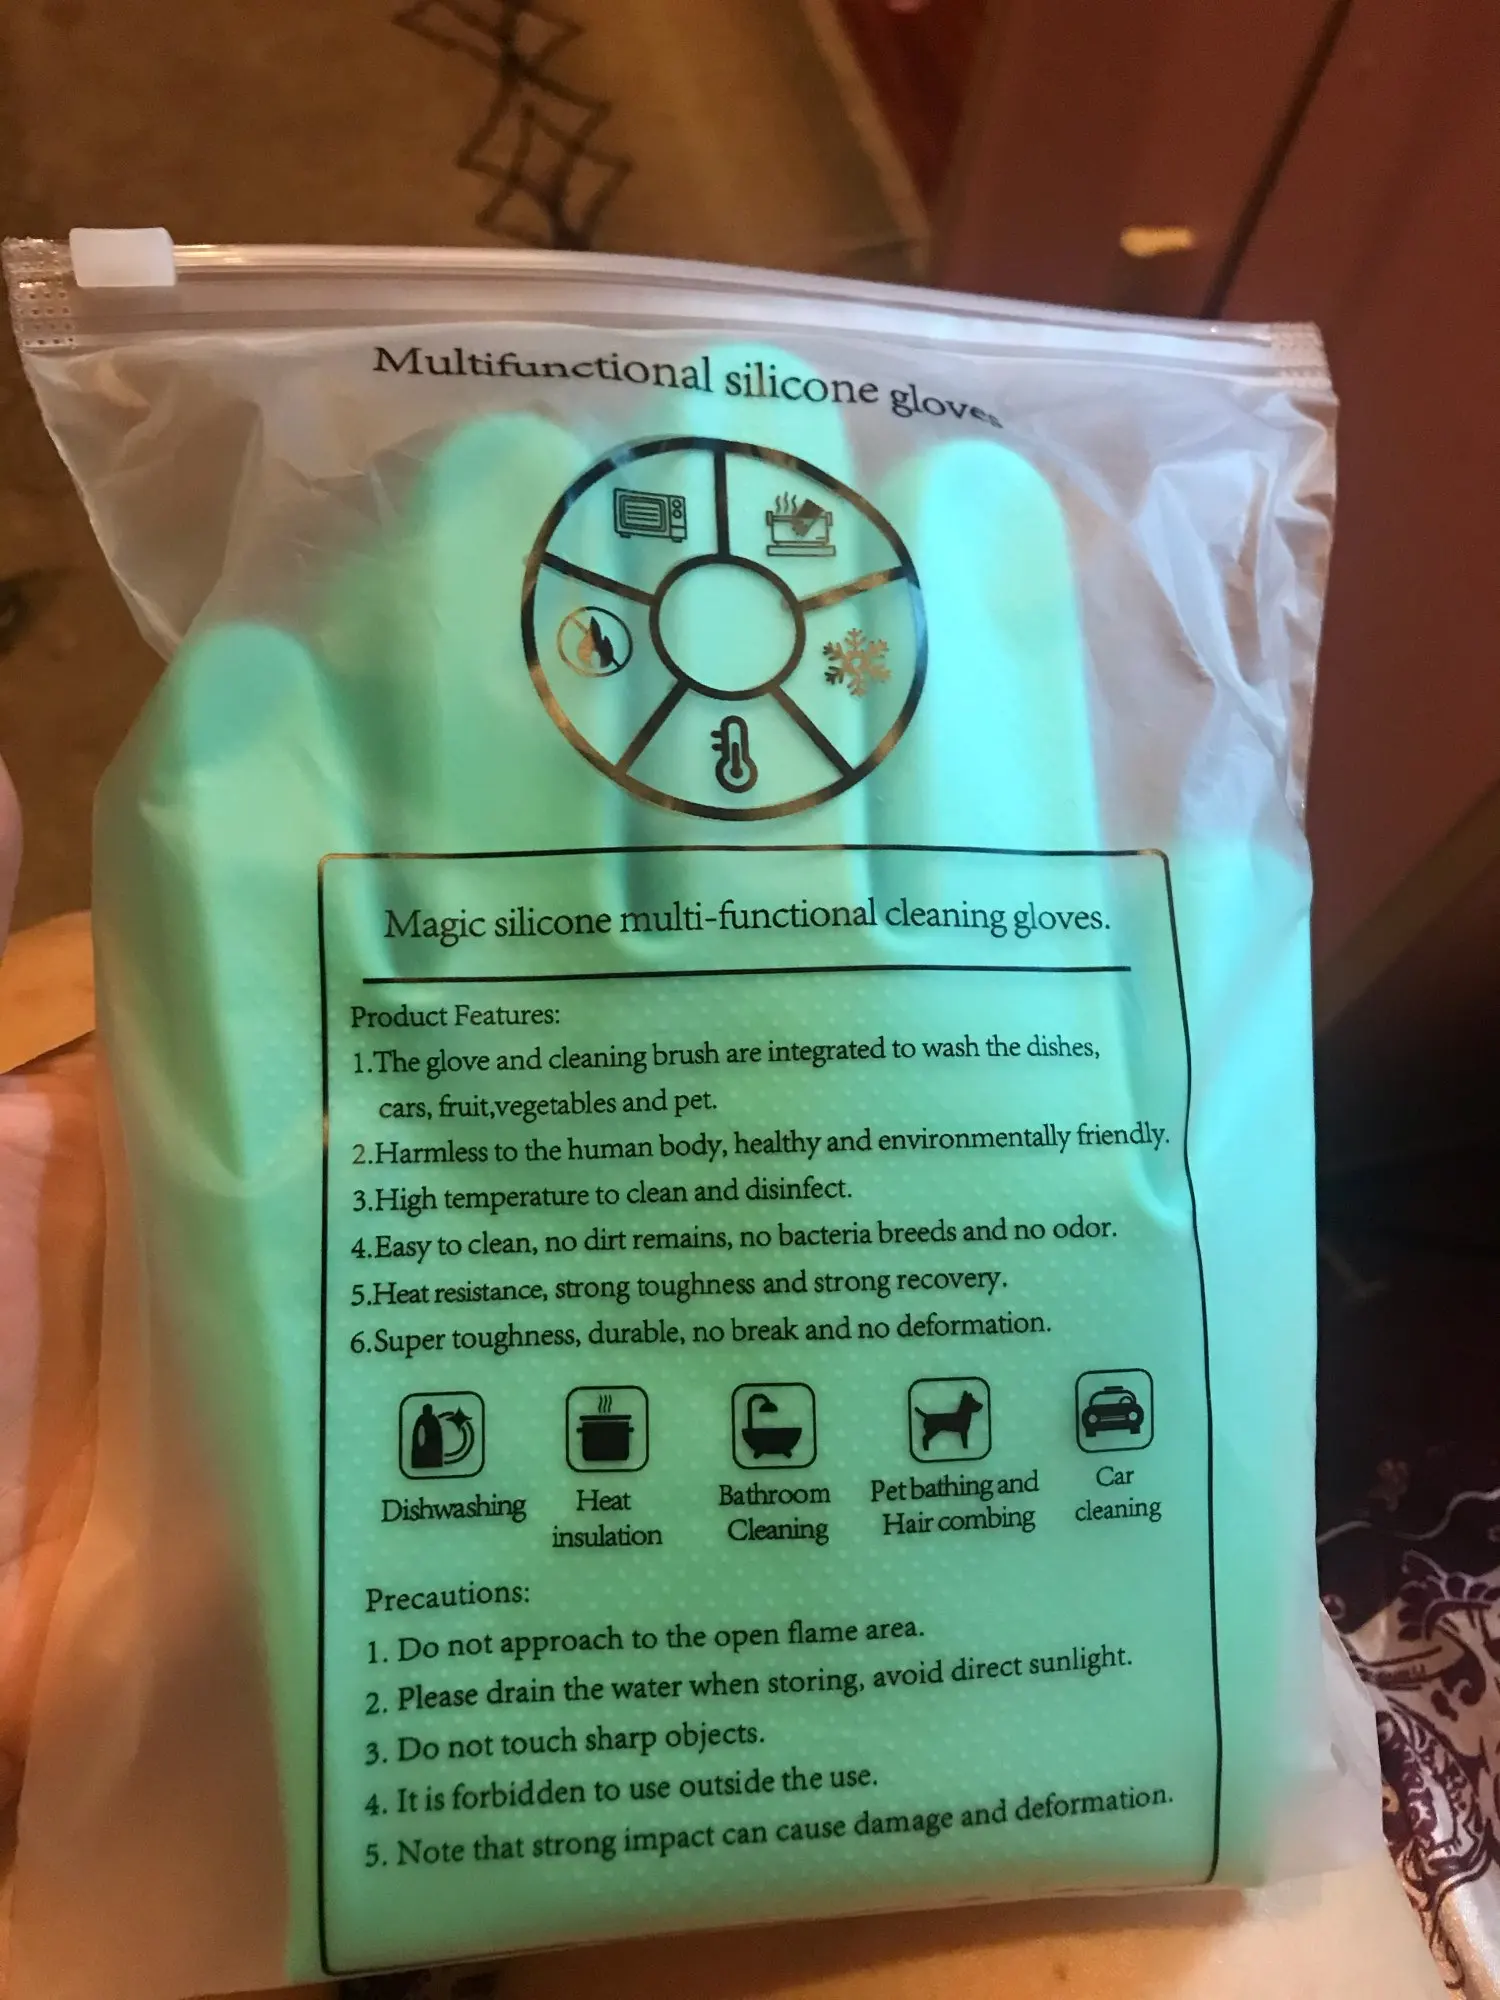 Multifunctional silicone gloves
Magic silicone multi-functional cleaning gloves.
Product Features:
1.The glove and cleaning brush are integrated to wash the dishes,
cars, fruit,vegetables and pet.
2.Harmless to the human body, healthy and environmentally friendly.
3.High temperature to clean and disinfect.
4.Easy to clean, no dirt remains, no bacteria breeds and no odor.
5.Heat resistance, strong toughness and strong recovery.
6.Super toughness, durable, no break and no deformation.
Dishwashing
Heat
insulation
Bathroom
Cleaning
Pet bathing and
Hair combing
Car
cleaning
Precautions:
1. Do not approach to the open flame area.
2. Please drain the water when storing, avoid direct sunlight.
3. Do not touch sharp objects.
4. It is forbidden to use outside the use.
5. Note that strong impact can cause damage and deformation.